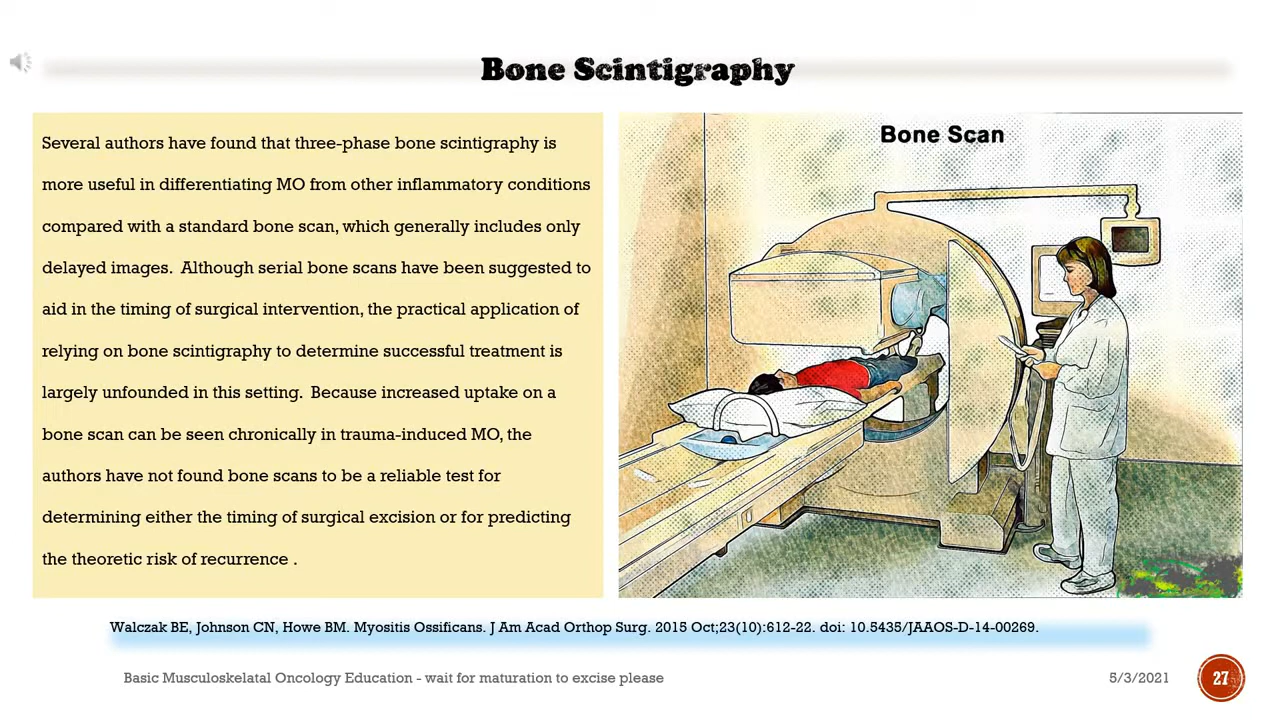 Bone Scintigraphy
Several authors have found that three-phase bone scintigraphy is
more useful in differentiating MO from other inflammatory conditions
compared with a standard bone scan, which generally includes only
delayed images.  Although serial bone scans have been suggested to
aid in the timing of surgical intervention, the practical application of
relying on bone scintigraphy to determine successful treatment is
largely unfounded in this setting.  Because increased uptake on a
bone scan can be seen chronically in trauma-induced MO, the
authors have not found bone scans to be a reliable test for
determining either the timing of surgical excision or for predicting
the theoretic risk of recurrence .
Bone Scan
Walczak BE, Johnson CN, Howe BM. Myositis Ossificans. J Am Acad Orthop Surg. 2015 Oct;23(10):612-22. doi: 10.5435/JAAOS-D-14-00269.
Basic Musculoskelatal Oncology Education - wait for maturation to excise please
5/3/2021
27